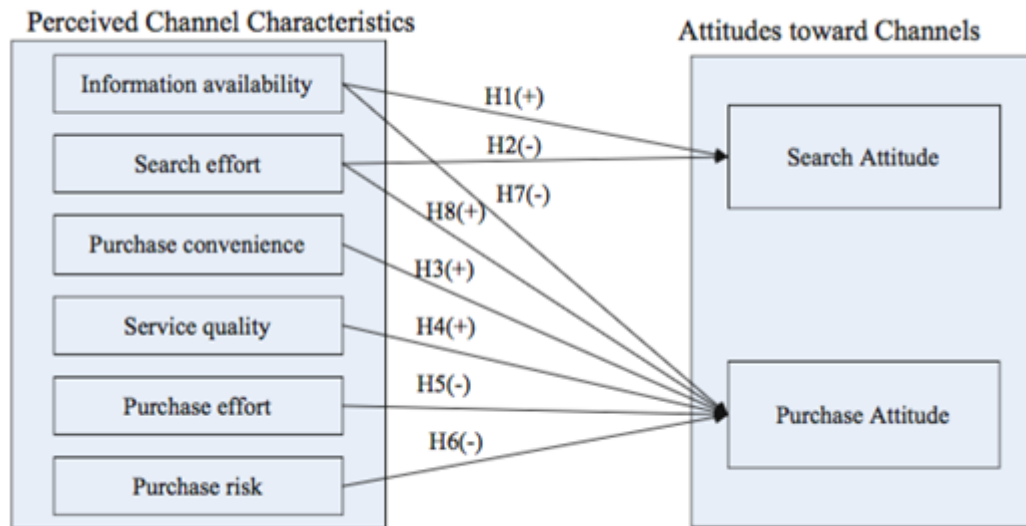 Perceived Channel Characteristics
Attitudes toward Channels
Information availability
H1(+)
Search effort
H2(-)
Search Attitude
H7(-)
H8(+)
Purchase convenience
H3(+)
Service quality
H4(+)
H5(-)
Purchase effort
Purchase Attitude
H6(-)
Purchase risk